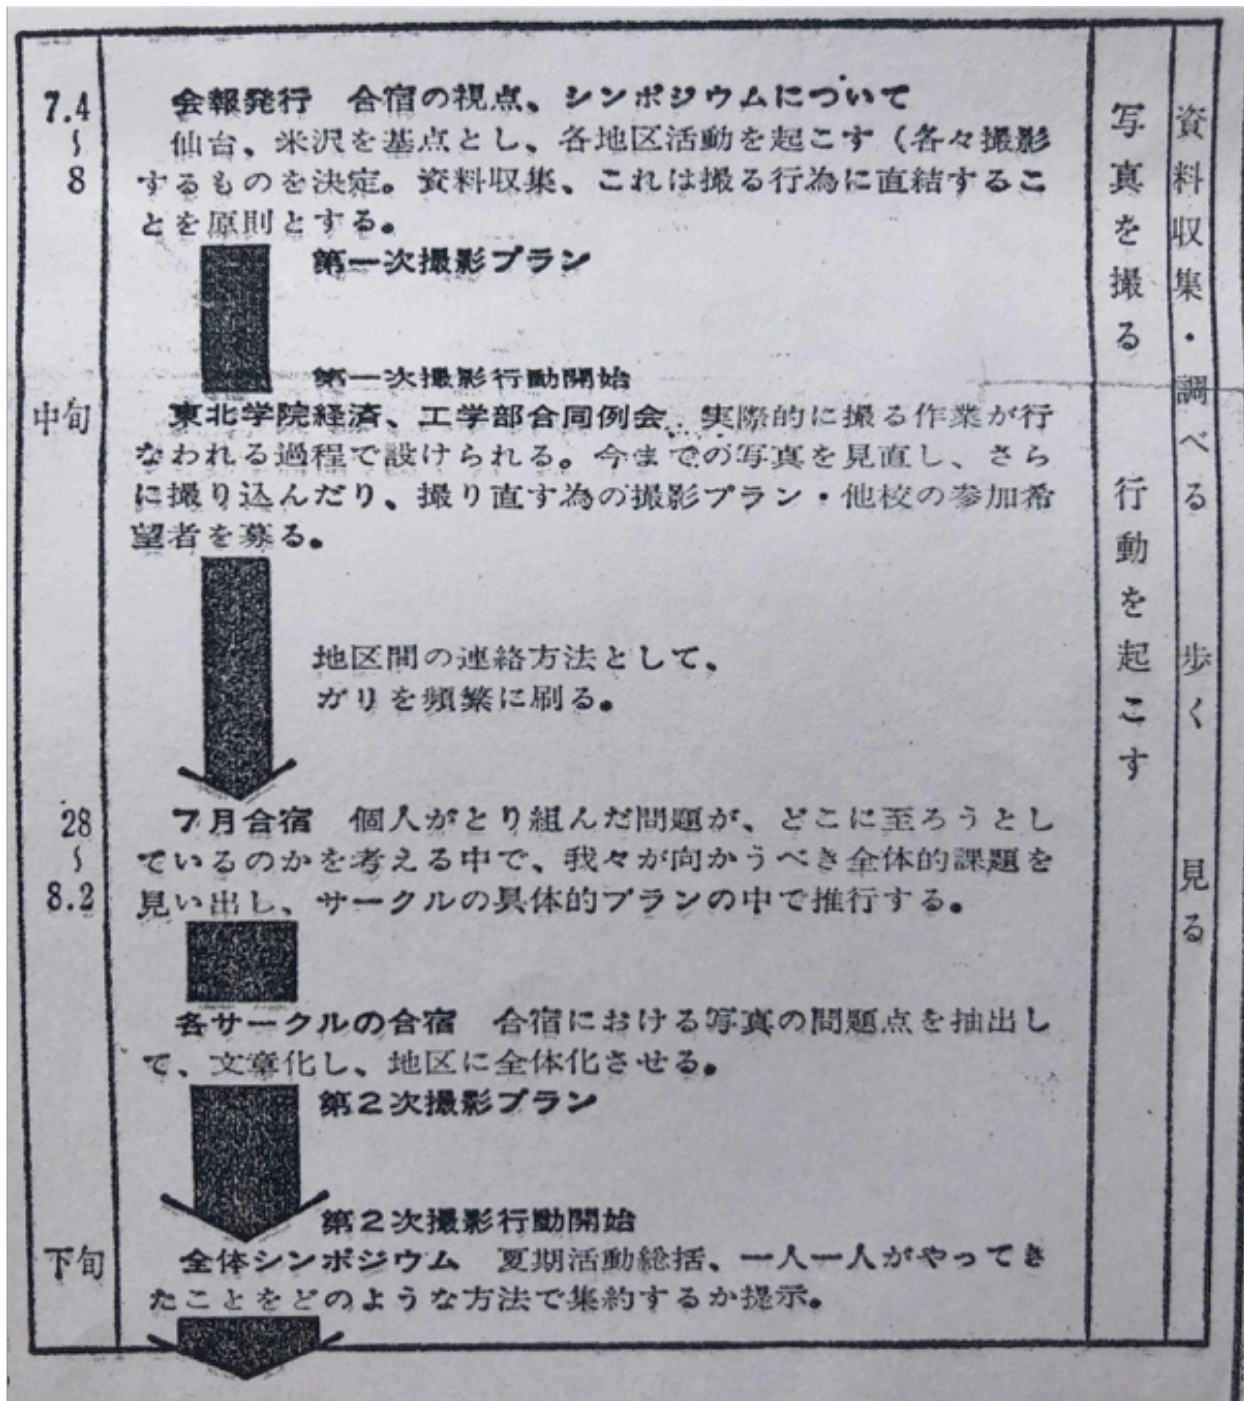 7.4
〜
8
会報発行 合宿の視点、シンポジウムについて
仙台、米沢を基点とし、各地区活動を起こす（各々撮影
するものを決定。資料収集、これは撮る行為に直結するこ
とを原則とする。
第一次撮影プラン
第一次撮影行動開始
中旬
東北学院経済、工学部合同例会 実際的に撮る作業が行
なわれる過程で設けられる。今までの写真を見直し、さら
に撮り込んだり、撮り直す為の撮影プラン・他校の参加希
望者を募る。
地区間の連絡方法として、
ガリを頻繁に刷る。
28
〜
8.2
7月合宿 個人がとり組んだ問題が、どこに至ろうとし
ているのかを考える中で、我々が向かうべき全体的課題を
見い出し、サークルの具体的プランの中で推行する。
各サークルの合宿 合宿における写真の問題点を抽出し
て、文章化し、地区に全体化させる。
第2次撮影プラン
第2次撮影行動開始
下旬
全体シンポジウム 夏期活動総括、一人一人がやってき
たことをどのような方法で集約するか提示。
写真を撮る 行動を起こす
資料収集・調べる 歩く 見る